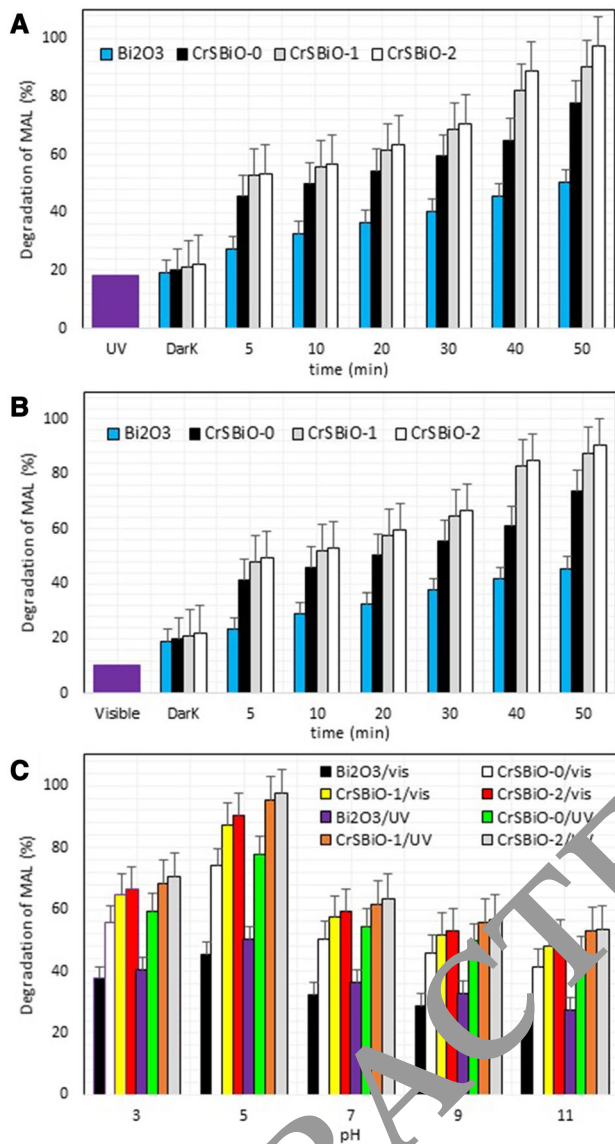 A
Degradation of MAL (%)
100
80
60
40
20
0
Bi2O3 CrSBiO-0 CrSBiO-1 CrSBiO-2
UV DarK 5 10 20 30 40 50
time (min)
B
Degradation of MAL (%)
100
80
60
40
20
0
Bi2O3 CrSBiO-0 CrSBiO-1 CrSBiO-2
Visible DarK 5 10 20 30 40 50
time (min)
C
Degradation of MAL (%)
100
80
60
40
20
0
Bi2O3/vis CrSBiO-0/vis
CrSBiO-1/vis CrSBiO-2/vis
Bi2O3/UV CrSBiO-0/UV
CrSBiO-1/UV CrSBiO-2/UV
3 5 7 9 11
pH